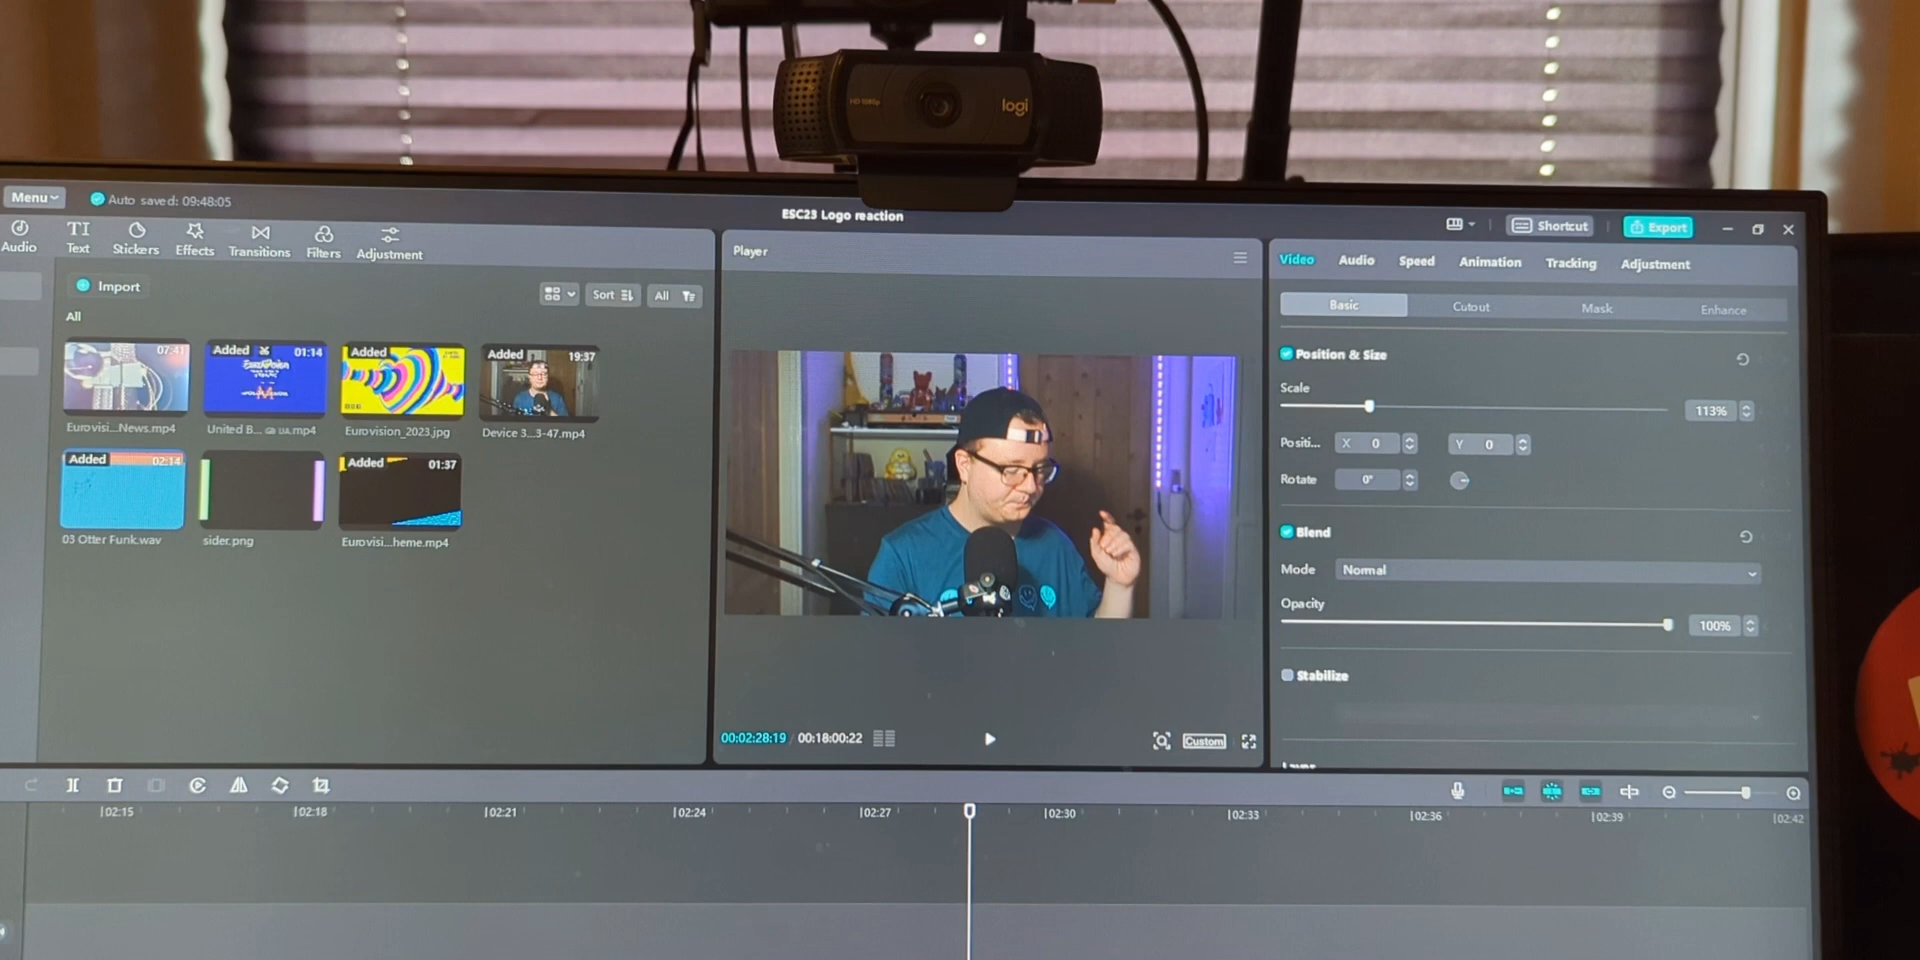 HD 1080p
logi
Menu
Auto saved: 09:48:05
ESC23 Logo reaction
Shortcut
Export
Audio
TI
Text
Stickers
Effects
Transitions
Filters
Adjustment
Import
Sort
All
All
07:41
Eurovisi...News.mp4
Added
01:14
United B... UA.mp4
Added
Eurovision_2023.jpg
Added
19:37
Device 3...3-47.mp4
Added
02:14
03 Otter Funk.wav
sider.png
Added
01:37
Eurovisi...heme.mp4
Player
00:02:28:19 / 00:18:00:22
Custom
Video
Audio
Speed
Animation
Tracking
Adjustment
Basic
Cutout
Mask
Enhance
Position & Size
Scale
113%
Positi...
X 0
Y 0
Rotate
0°
Blend
Mode
Normal
Opacity
100%
Stabilize
02:15
02:18
02:21
02:24
02:27
02:30
02:33
02:36
02:39
02:42